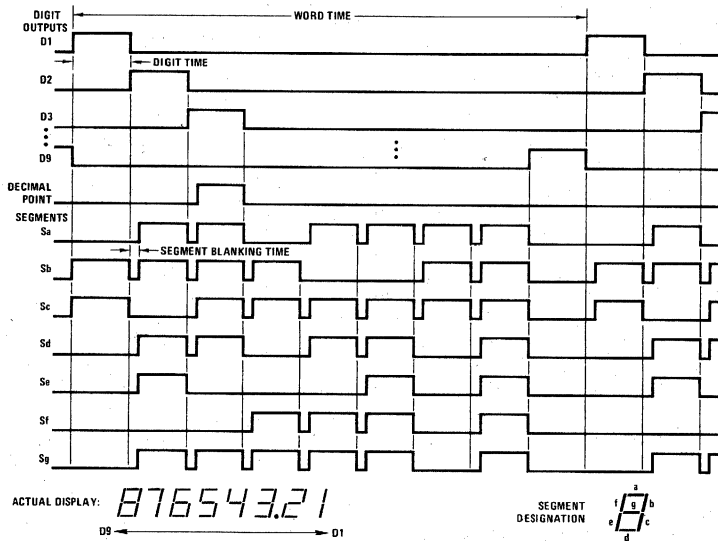 DIGIT
OUTPUTS
D1
WORD TIME
DIGIT TIME
D2
D3
D9
DECIMAL
POINT
SEGMENTS
Sa
SEGMENT BLANKING TIME
Sb
Sc
Sd
Se
Sf
Sg
ACTUAL DISPLAY: 876543.21
D9 D1
SEGMENT
DESIGNATION
a
f g b
e c
d